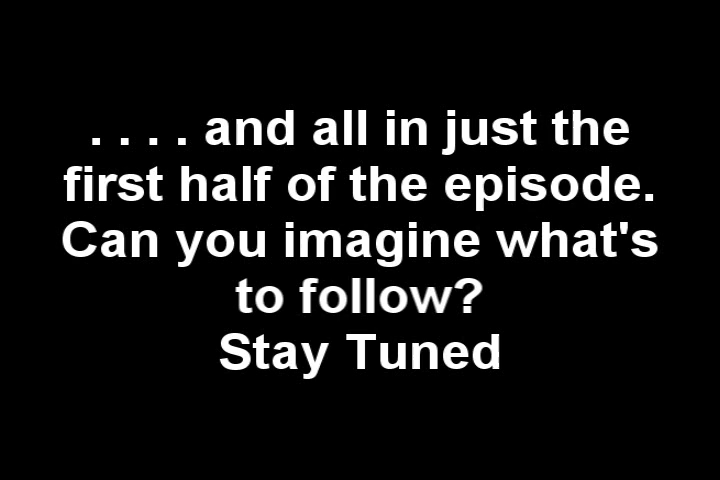 . . . . and all in just the
first half of the episode.
Can you imagine what's
to follow?
Stay Tuned